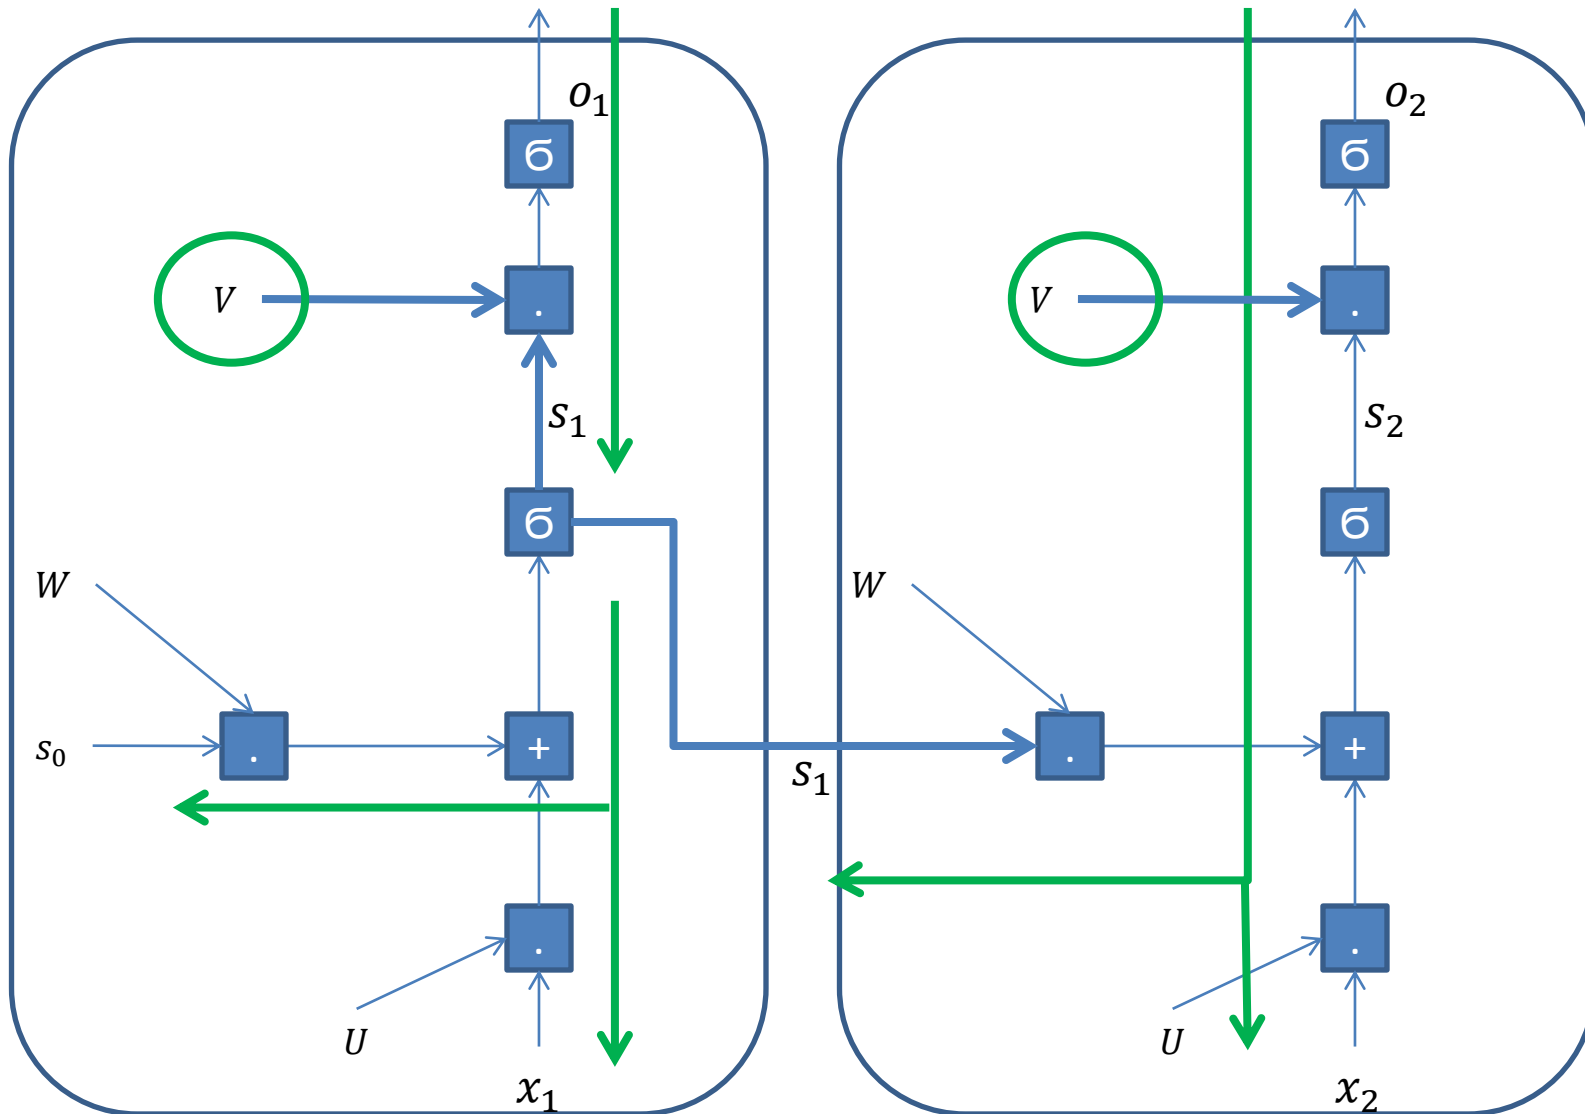 o₁
б
V
.
s₁
б
W
s₀
.
+
.
U
x₁
s₁
o₂
б
V
.
s₂
б
W
.
+
.
U
x₂